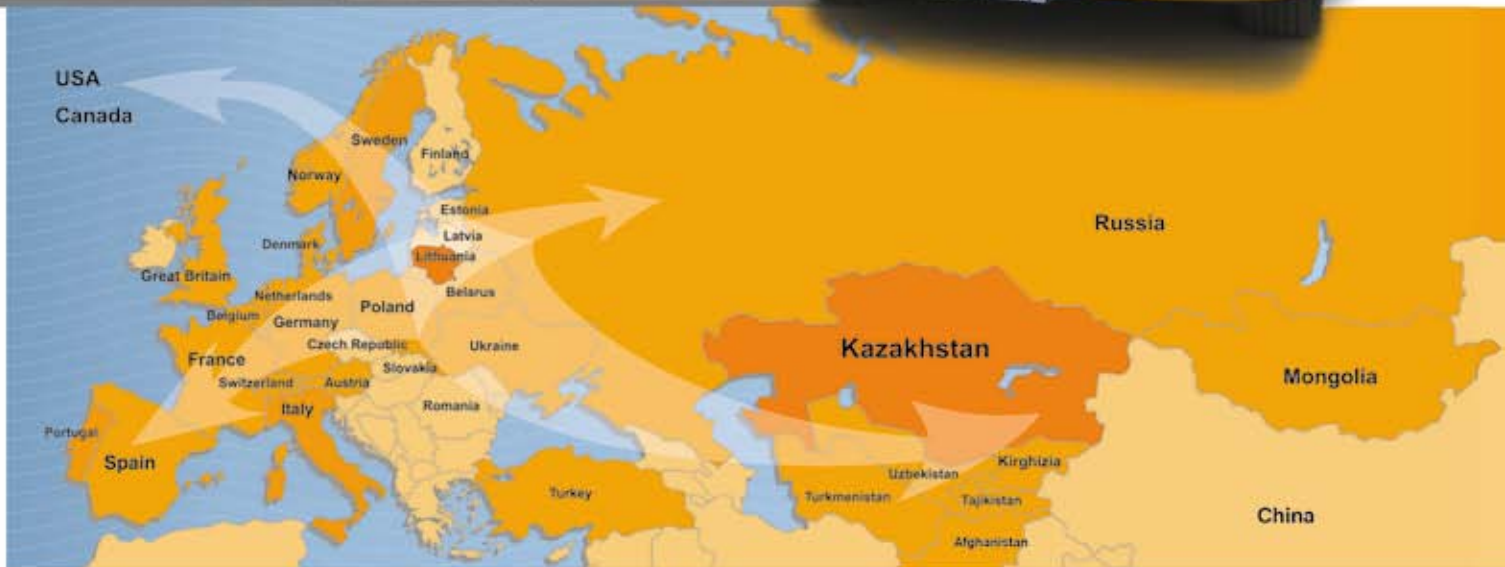 USA
Canada
Sweden
Finland
Norway
Estonia
Russia
Latvia
Denmark
Lithuania
Great Britain
Belarus
Netherlands
Poland
Belgium
Germany
Czech Republic
Ukraine
Kazakhstan
France
Slovakia
Switzerland
Austria
Mongolia
Italy
Romania
Portugal
Spain
Kirghizia
Uzbekistan
Turkey
Turkmenistan
Tajikistan
China
Afghanistan